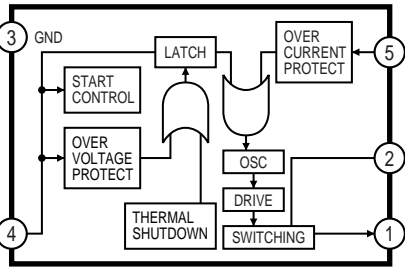 3 GND
LATCH
OVER
CURRENT
PROTECT
5
START
CONTROL
OVER
VOLTAGE
PROTECT
OSC
2
DRIVE
THERMAL
SHUTDOWN
SWITCHING
4
1